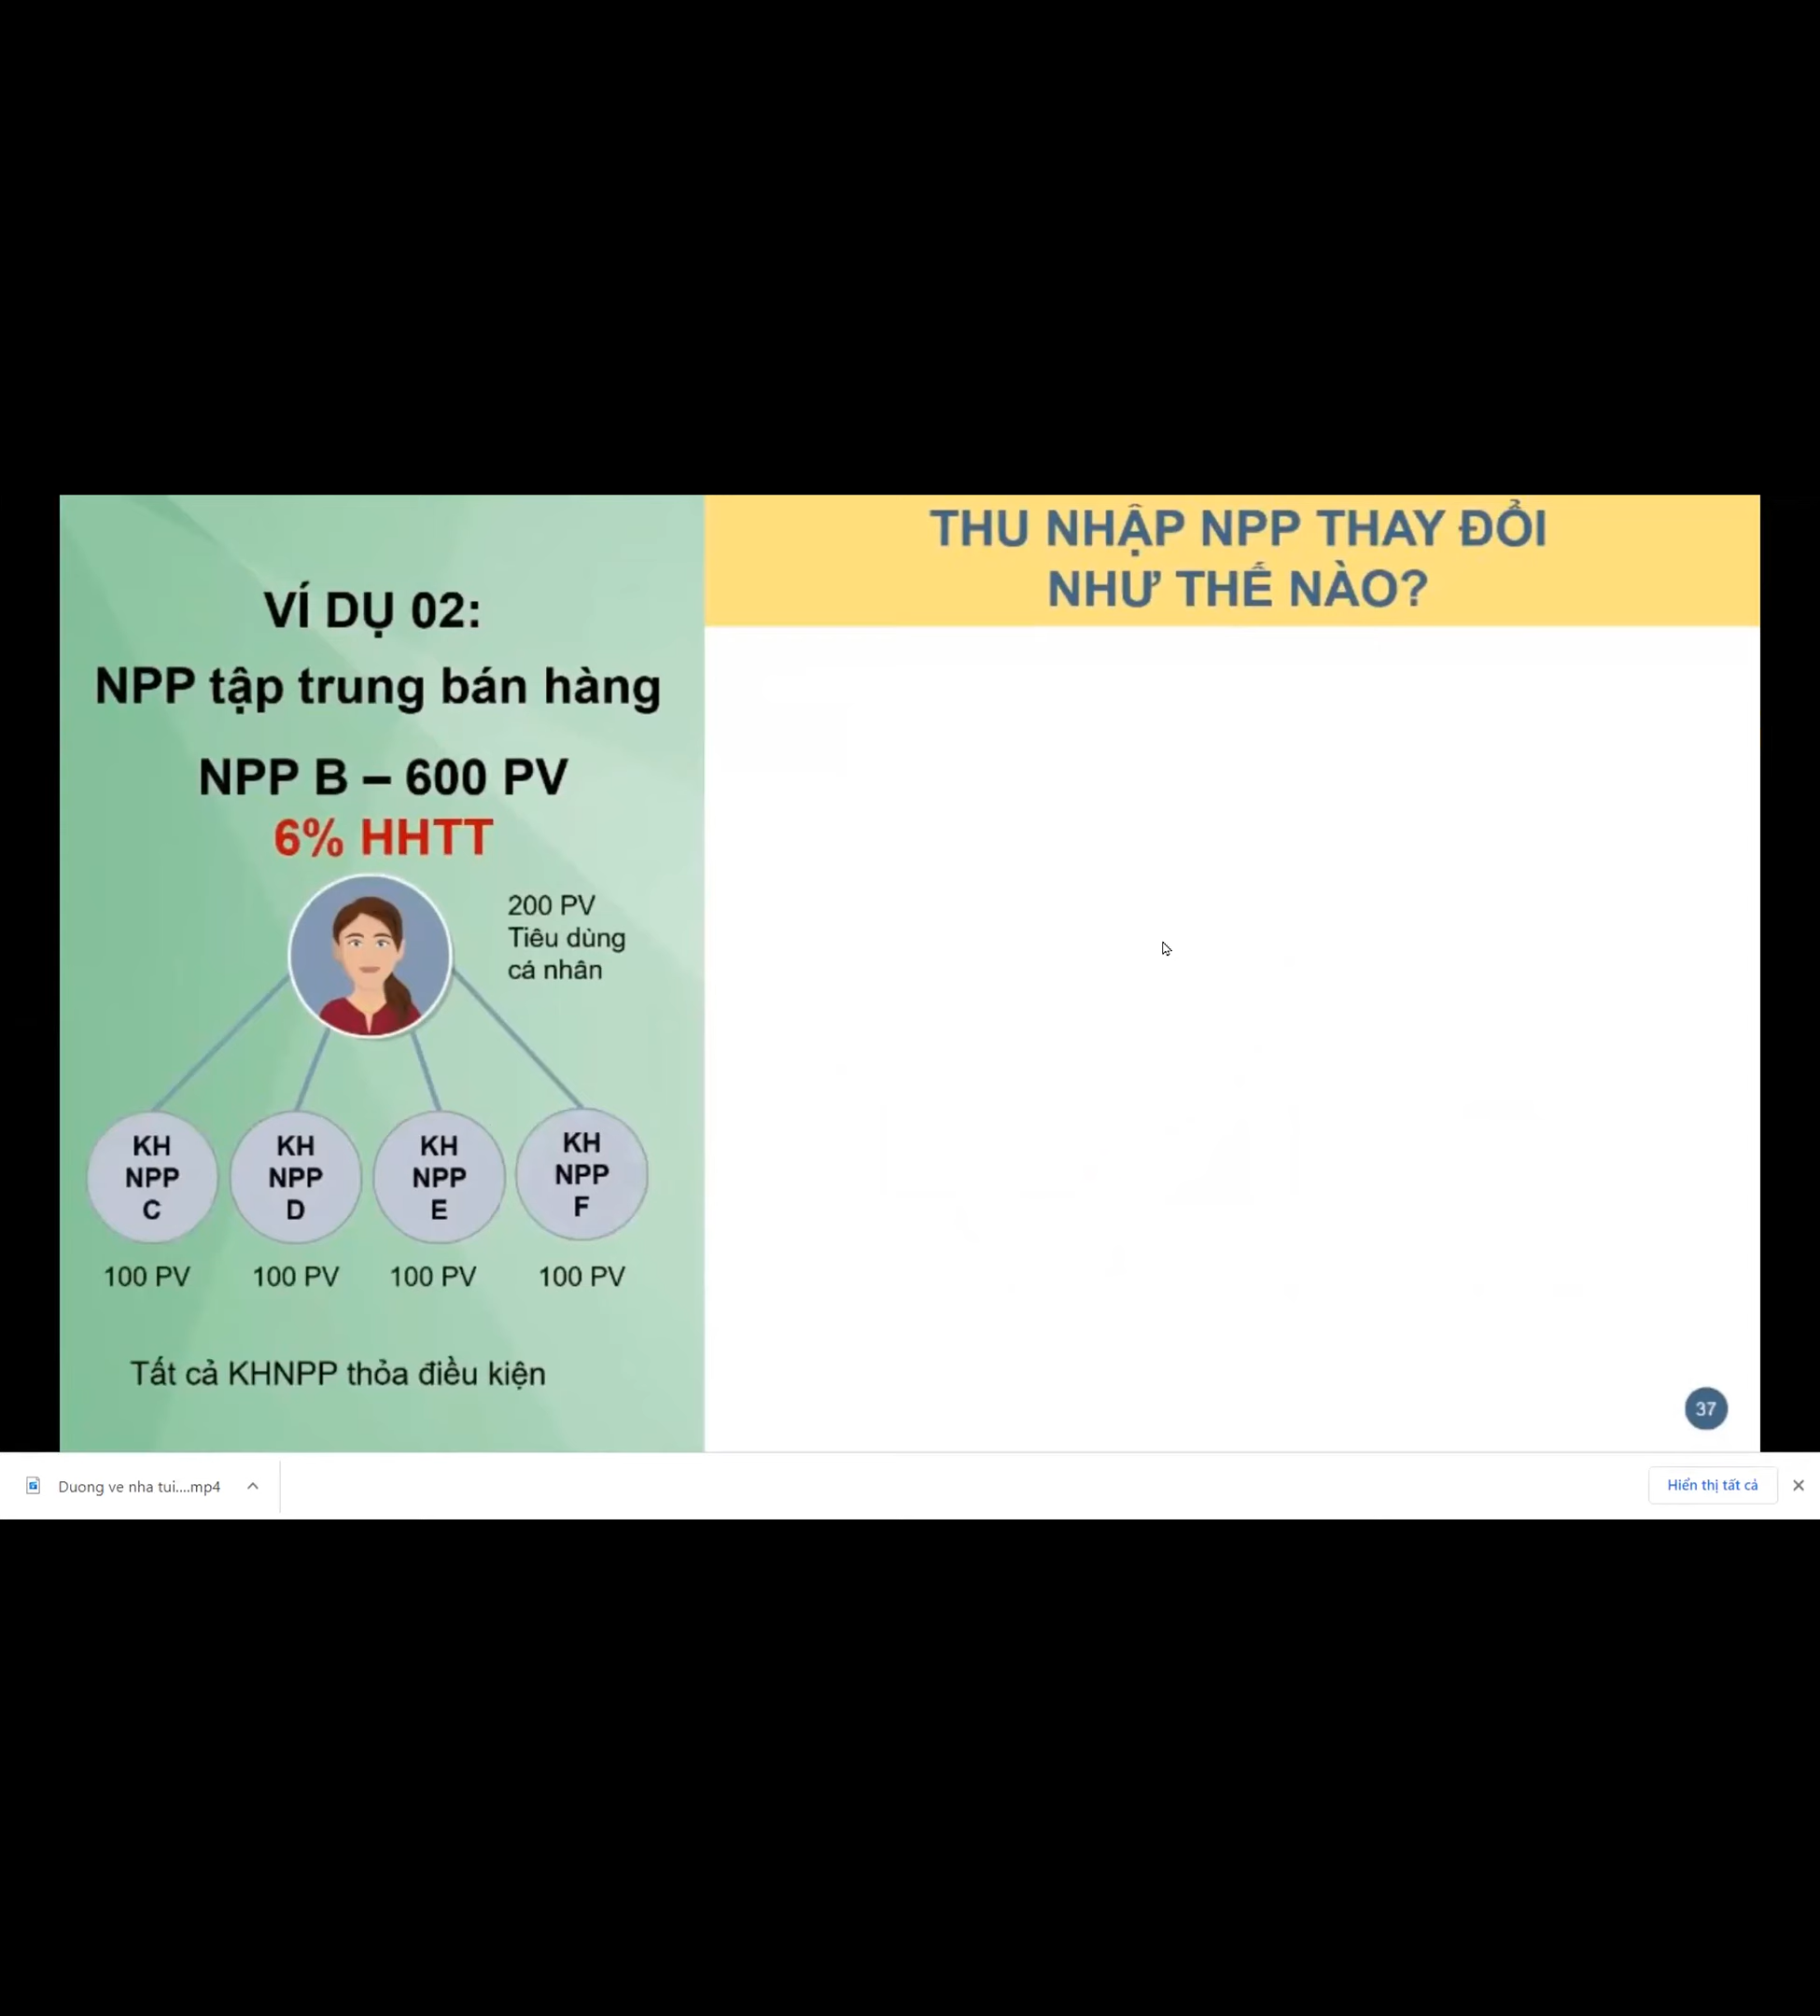 THU NHẬP NPP THAY ĐỔI
NHƯ THẾ NÀO?
VÍ DỤ 02:
NPP tập trung bán hàng
NPP B – 600 PV
6% HHTT
200 PV
Tiêu dùng
cá nhân
KH
NPP
C
KH
NPP
D
KH
NPP
E
KH
NPP
F
100 PV
100 PV
100 PV
100 PV
Tất cả KHNPP thỏa điều kiện
37
Duong ve nha tui....mp4
Hiển thị tất cả